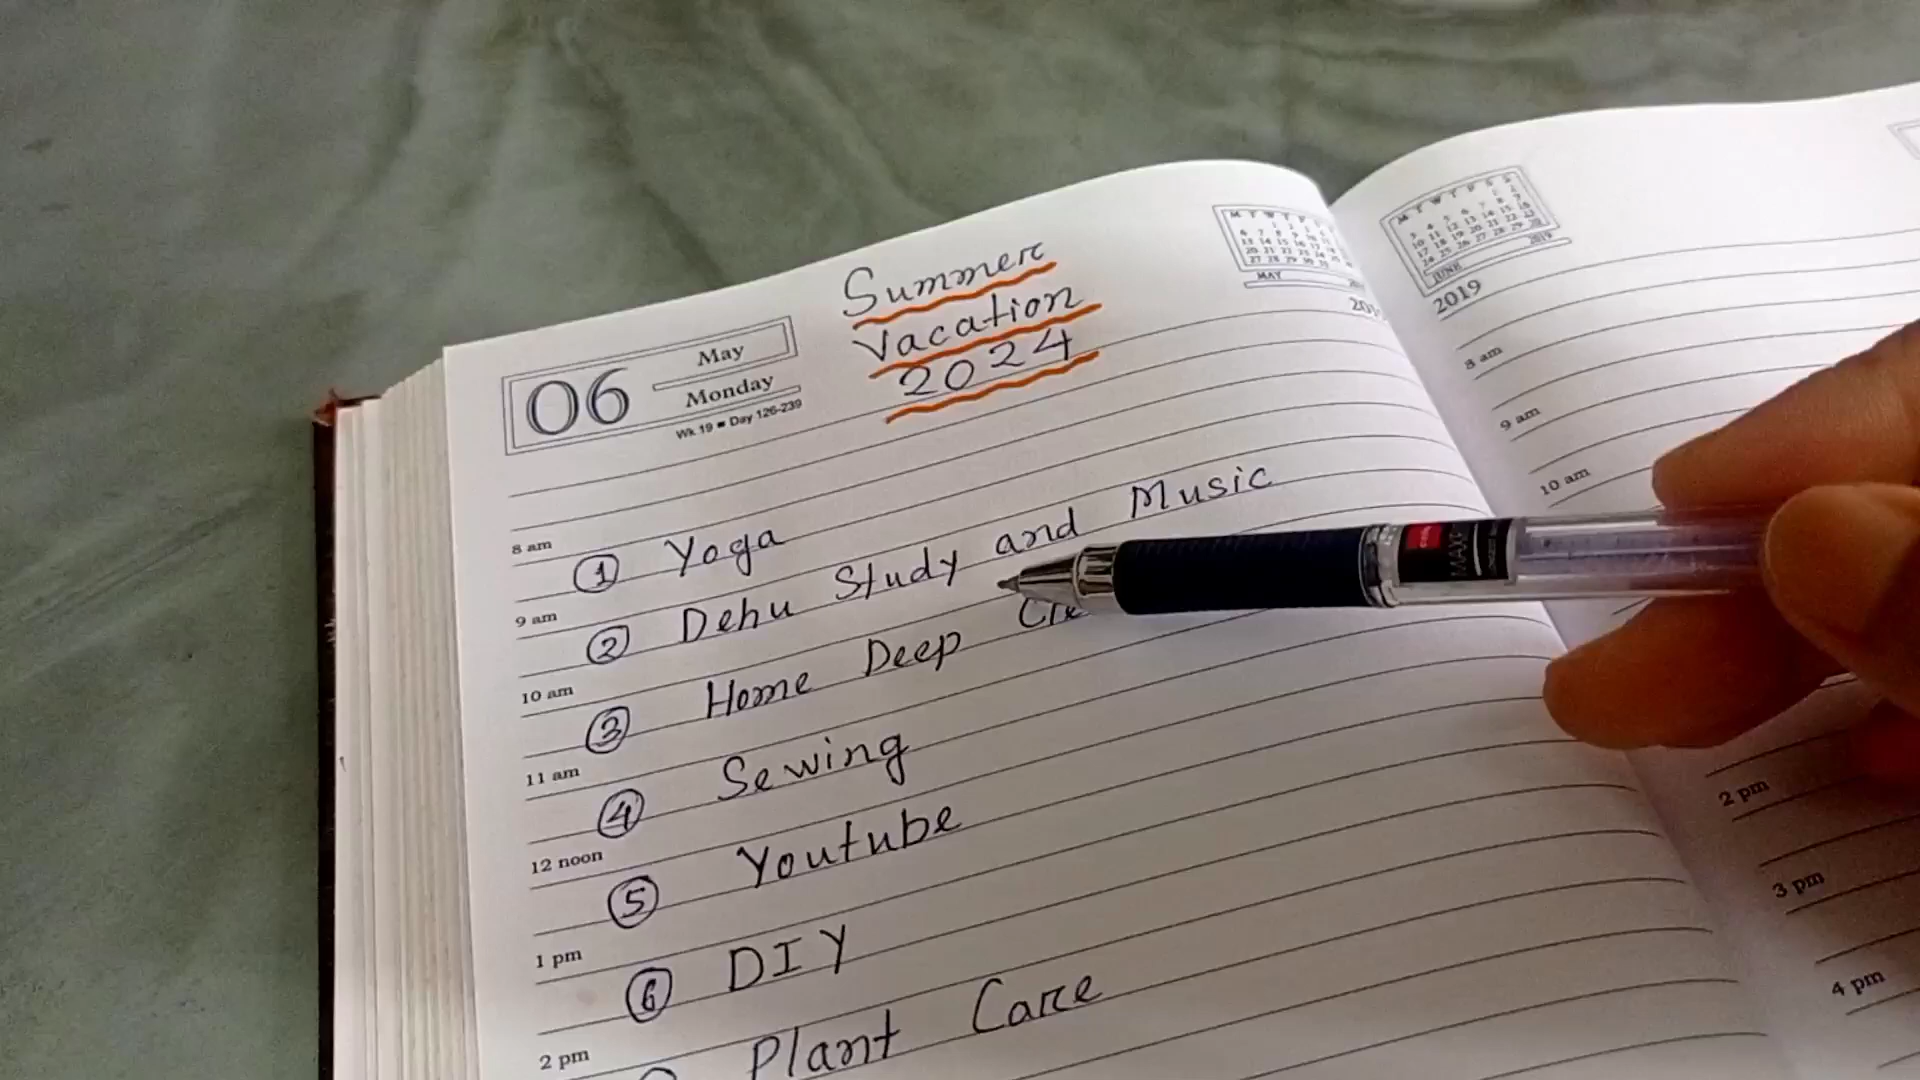 Summer
Vacation
2024
06
May
Monday
Wk 19 ▪ Day 126-239
M T W T F
MAY
8 am
① Yoga
9 am
② Dehu Study and Music
10 am
③ Home Deep
11 am
④ Sewing
12 noon
⑤ Youtube
1 pm
⑥ DIY
2 pm
Plant Care
M T W T F S S
JUNE 2019
2019
8 am
9 am
10 am
2 pm
3 pm
4 pm